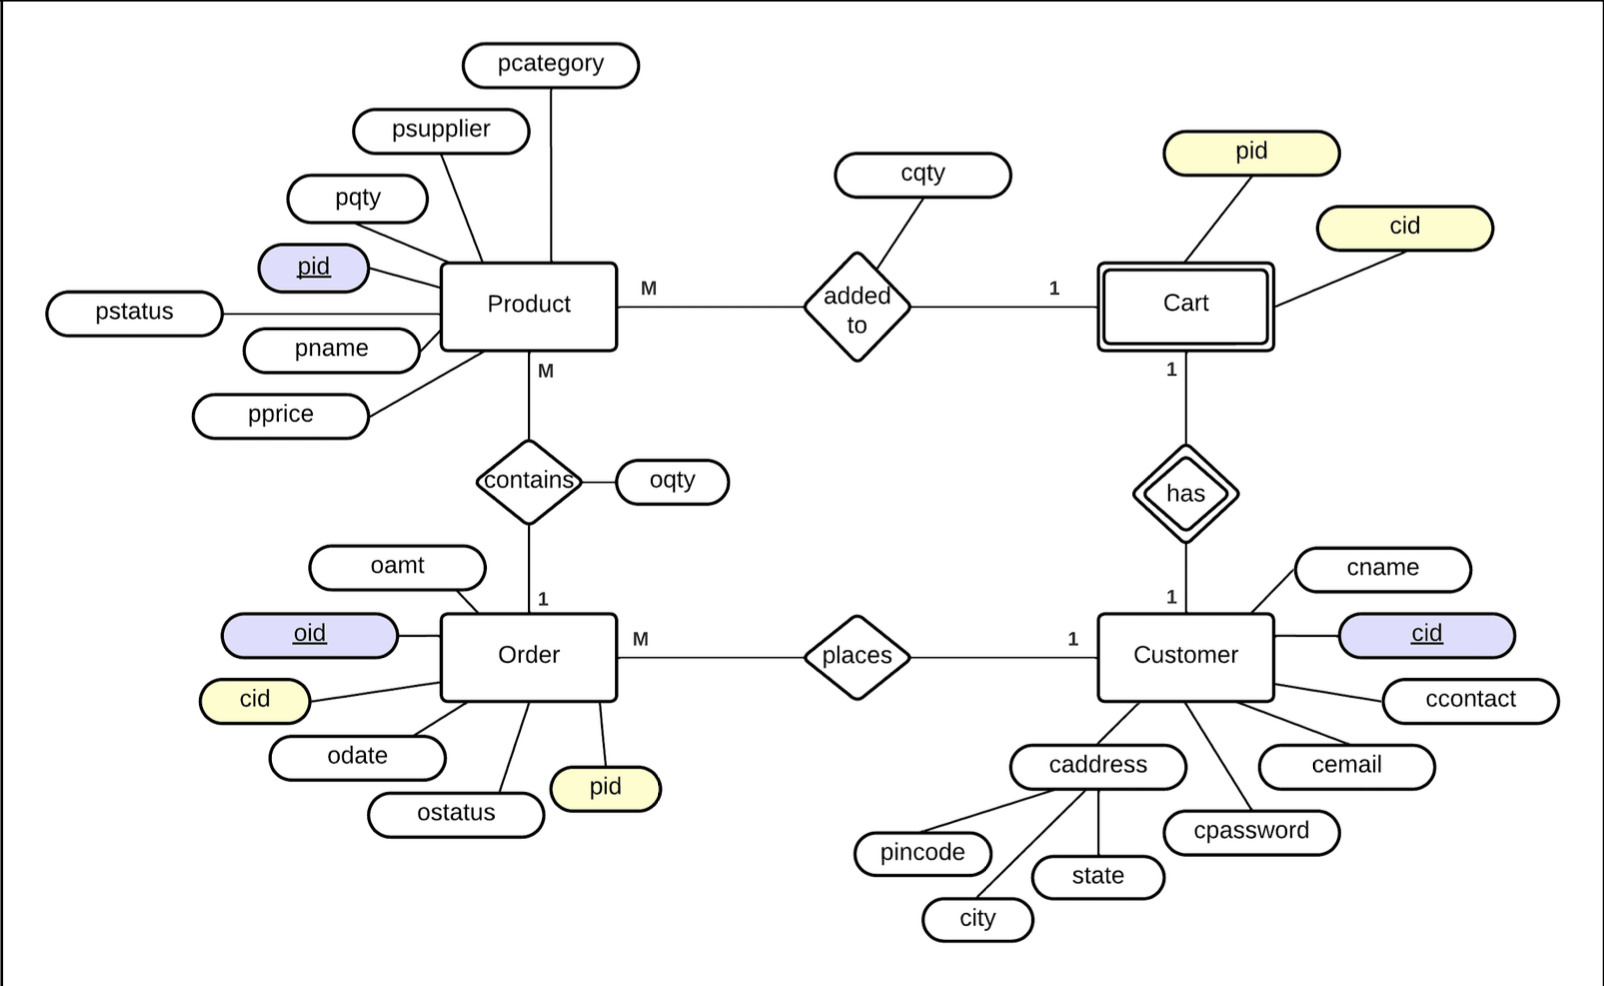 pcategory
psupplier
pid
cqty
pqty
cid
pid
pstatus
Product
M
added
to
1
Cart
pname
M
1
pprice
contains
oqty
has
oamt
1
1
cname
oid
Order
M
places
1
Customer
cid
cid
ccontact
odate
ostatus
pid
caddress
cemail
cpassword
pincode
state
city